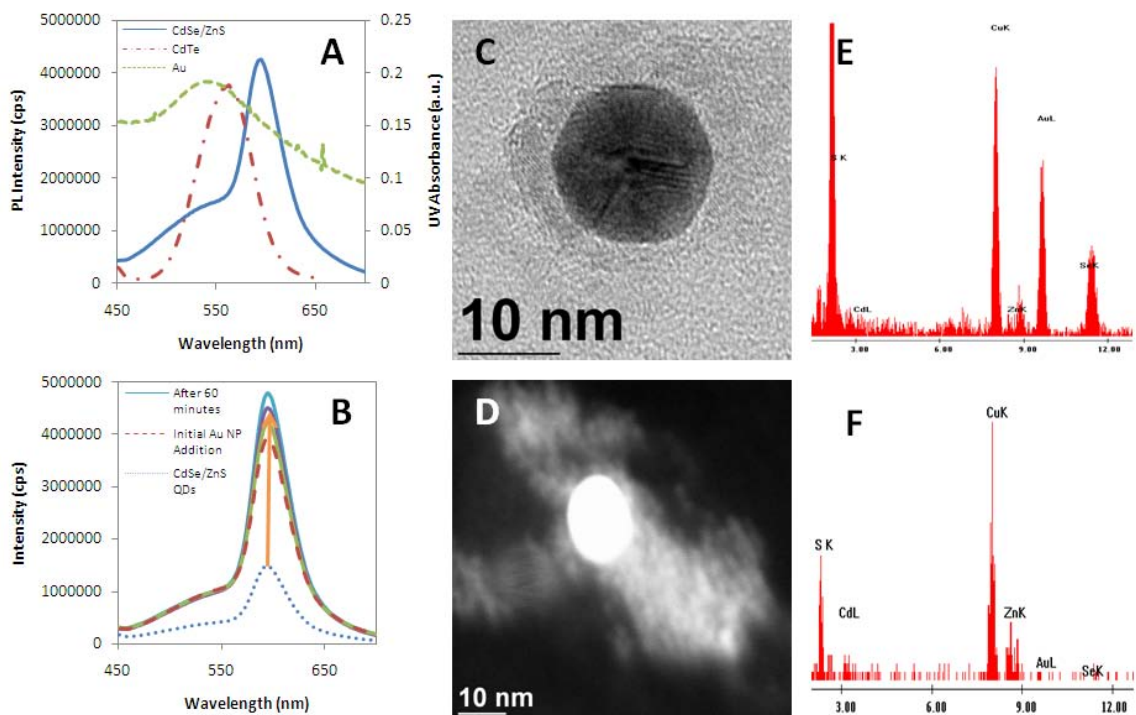 A
CdSe/ZnS
CdTe
Au
PL Intensity (cps)
5000000
4000000
3000000
2000000
1000000
0
0.25
0.2
0.15
0.1
0.05
0
UV Absorbance (a.u.)
450
550
650
Wavelength (nm)
B
After 60
minutes
Initial Au NP
Addition
CdSe/ZnS
QDs
Intensity (cps)
5000000
4000000
3000000
2000000
1000000
0
450
550
650
Wavelength (nm)
C
10 nm
D
10 nm
E
CuK
AuL
S K
SeK
CdL
ZnK
3.00
6.00
9.00
12.00
F
CuK
S K
CdL
ZnK
AuL
SeK
3.00
6.00
9.00
12.00